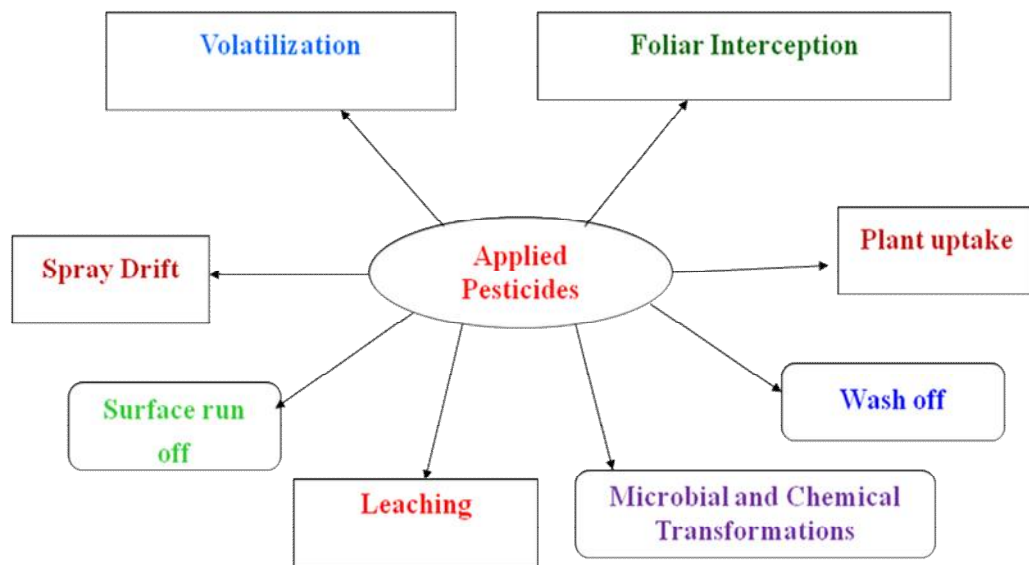 Volatilization
Foliar Interception
Spray Drift
Applied
Pesticides
Plant uptake
Surface run
off
Wash off
Leaching
Microbial and Chemical
Transformations